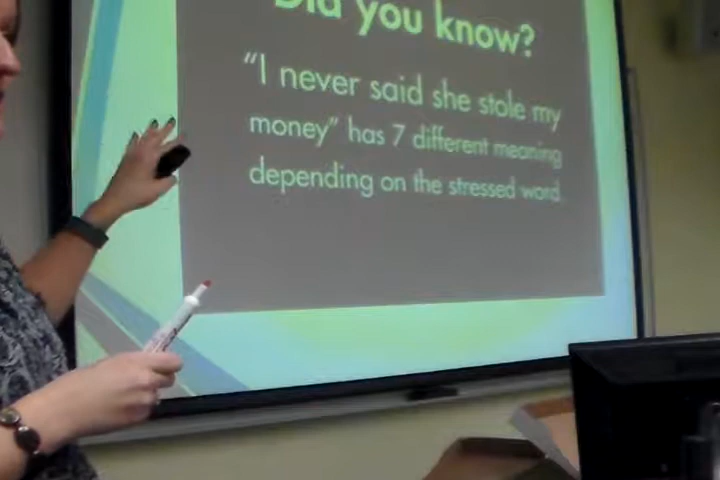 Did you know?
"I never said she stole my
money" has 7 different meaning
depending on the stressed word.